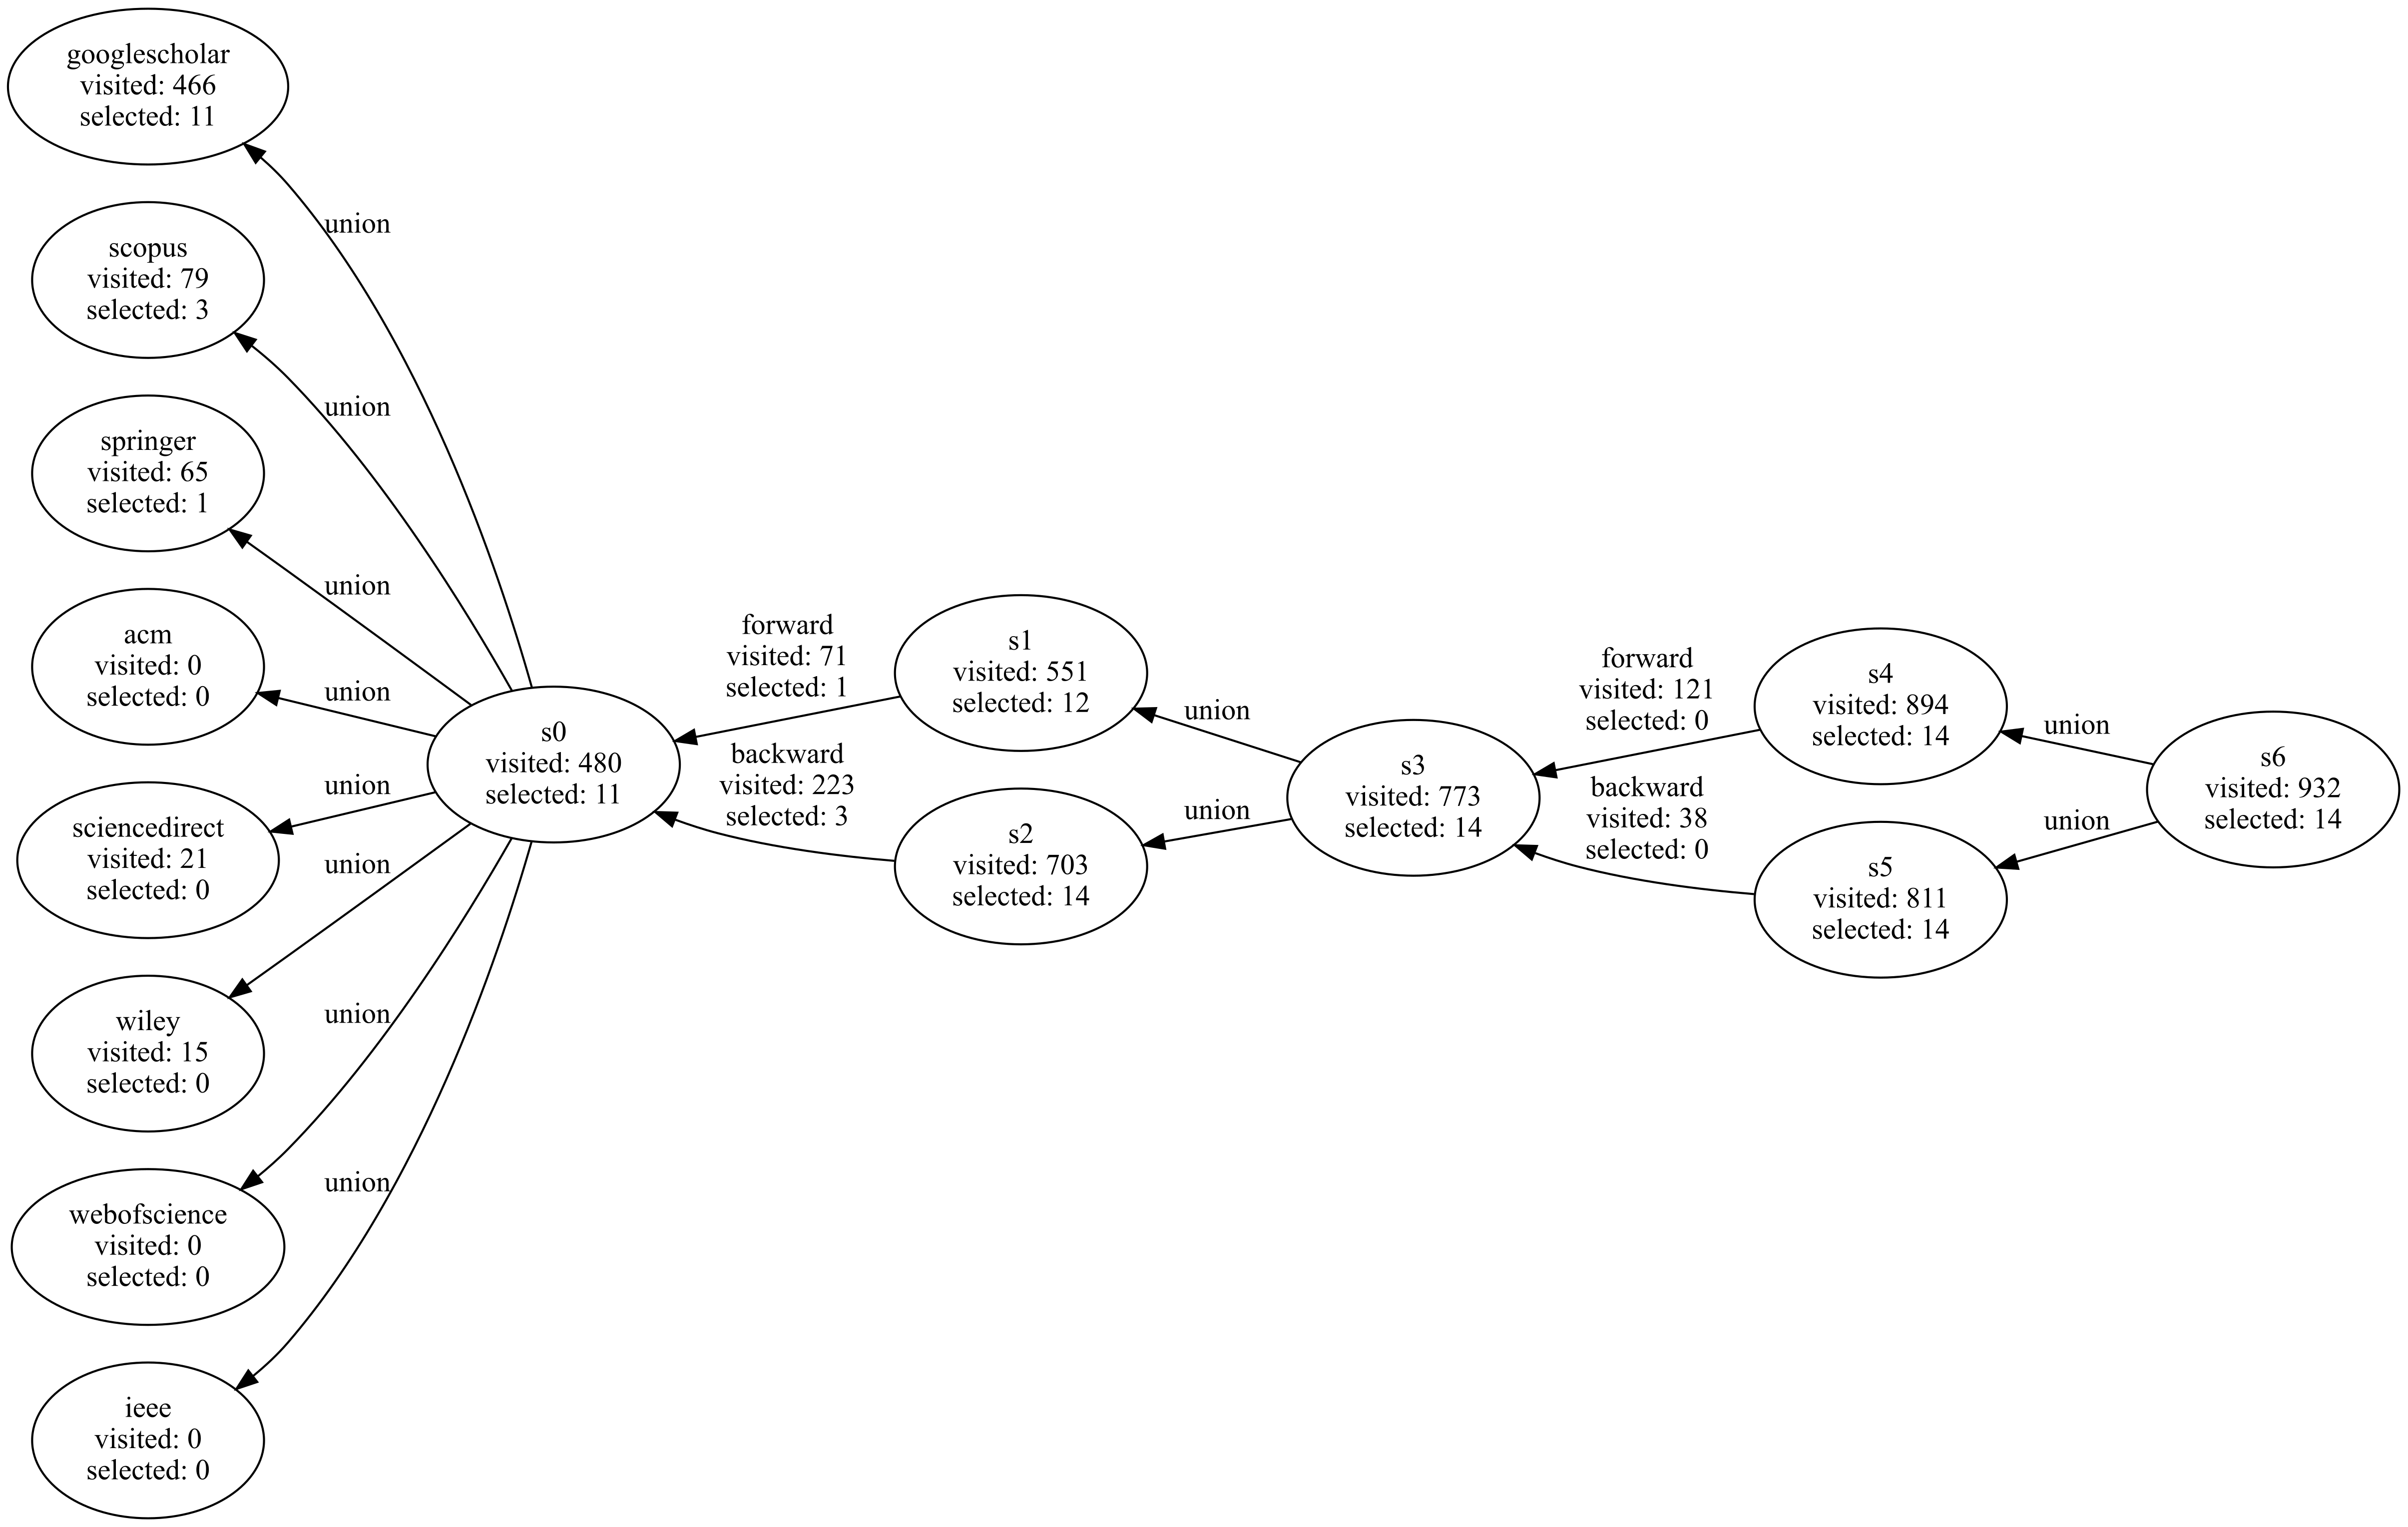 googlescholar
visited: 466
selected: 11
union
scopus
visited: 79
selected: 3
union
springer
visited: 65
selected: 1
union
acm
visited: 0
selected: 0
union
sciencedirect
visited: 21
selected: 0
union
wiley
visited: 15
selected: 0
union
webofscience
visited: 0
selected: 0
union
ieee
visited: 0
selected: 0
union
s0
visited: 480
selected: 11
forward
visited: 71
selected: 1
backward
visited: 223
selected: 3
s1
visited: 551
selected: 12
s2
visited: 703
selected: 14
union
union
s3
visited: 773
selected: 14
forward
visited: 121
selected: 0
backward
visited: 38
selected: 0
s4
visited: 894
selected: 14
s5
visited: 811
selected: 14
union
union
s6
visited: 932
selected: 14